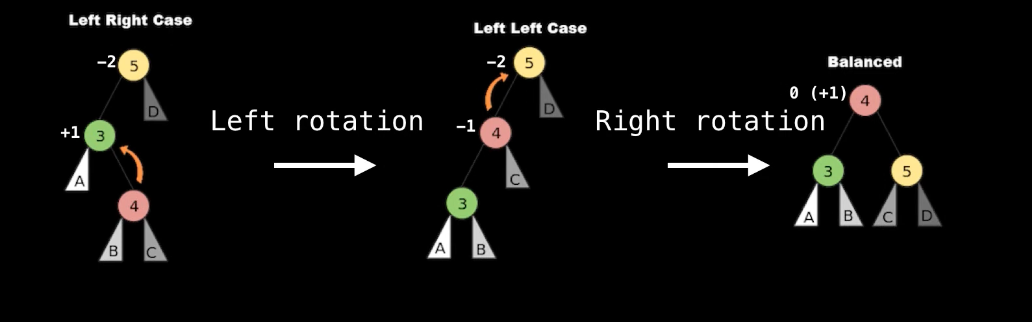 Left Right Case
-2
5
D
+1
3
A
4
B
C
Left rotation
Left Left Case
-2
5
D
-1
4
C
3
A
B
Right rotation
Balanced
0 (+1)
4
3
5
A
B
C
D